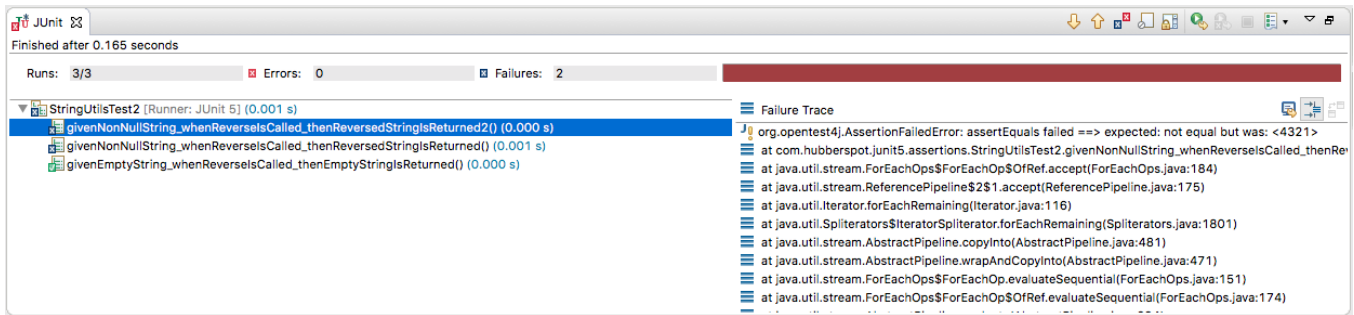 JUnit
Finished after 0.165 seconds
Runs: 3/3 Errors: 0 Failures: 2
StringUtilsTest2 [Runner: JUnit 5] (0.001 s)
givenNonNullString_whenReverseIsCalled_thenReversedStringIsReturned2() (0.000 s)
givenNonNullString_whenReverseIsCalled_thenReversedStringIsReturned() (0.001 s)
givenEmptyString_whenReverseIsCalled_thenEmptyStringIsReturned() (0.000 s)
Failure Trace
org.opentest4j.AssertionFailedError: assertEquals failed ==> expected: not equal but was: <4321>
at com.hubberspot.junit5.assertions.StringUtilsTest2.givenNonNullString_whenReverseIsCalled_thenRev
at java.util.stream.ForEachOps$ForEachOp$OfRef.accept(ForEachOps.java:184)
at java.util.stream.ReferencePipeline$2$1.accept(ReferencePipeline.java:175)
at java.util.Iterator.forEachRemaining(Iterator.java:116)
at java.util.Spliterators$IteratorSpliterator.forEachRemaining(Spliterators.java:1801)
at java.util.stream.AbstractPipeline.copyInto(AbstractPipeline.java:481)
at java.util.stream.AbstractPipeline.wrapAndCopyInto(AbstractPipeline.java:471)
at java.util.stream.ForEachOps$ForEachOp.evaluateSequential(ForEachOps.java:151)
at java.util.stream.ForEachOps$ForEachOp$OfRef.evaluateSequential(ForEachOps.java:174)